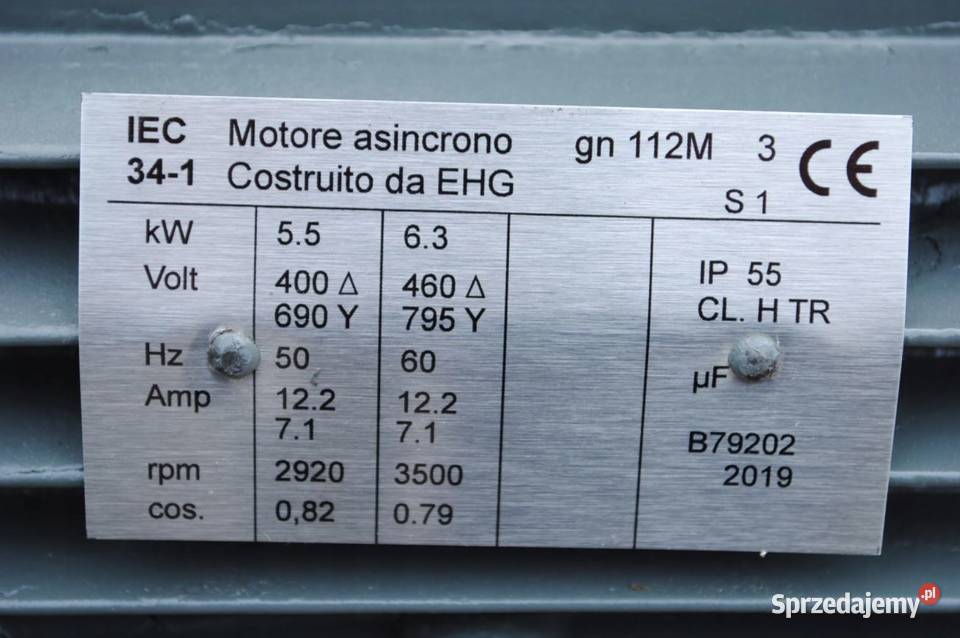 IEC Motore asincrono gn 112M 3 CE
34-1 Costruito da EHG S 1
kW 5.5 6.3
Volt 400 Δ 460 Δ IP 55
690 Y 795 Y CL. H TR
Hz 50 60
µF
Amp 12.2 12.2
7.1 7.1 B79202
rpm 2920 3500 2019
cos. 0,82 0.79
Sprzedajemy.pl